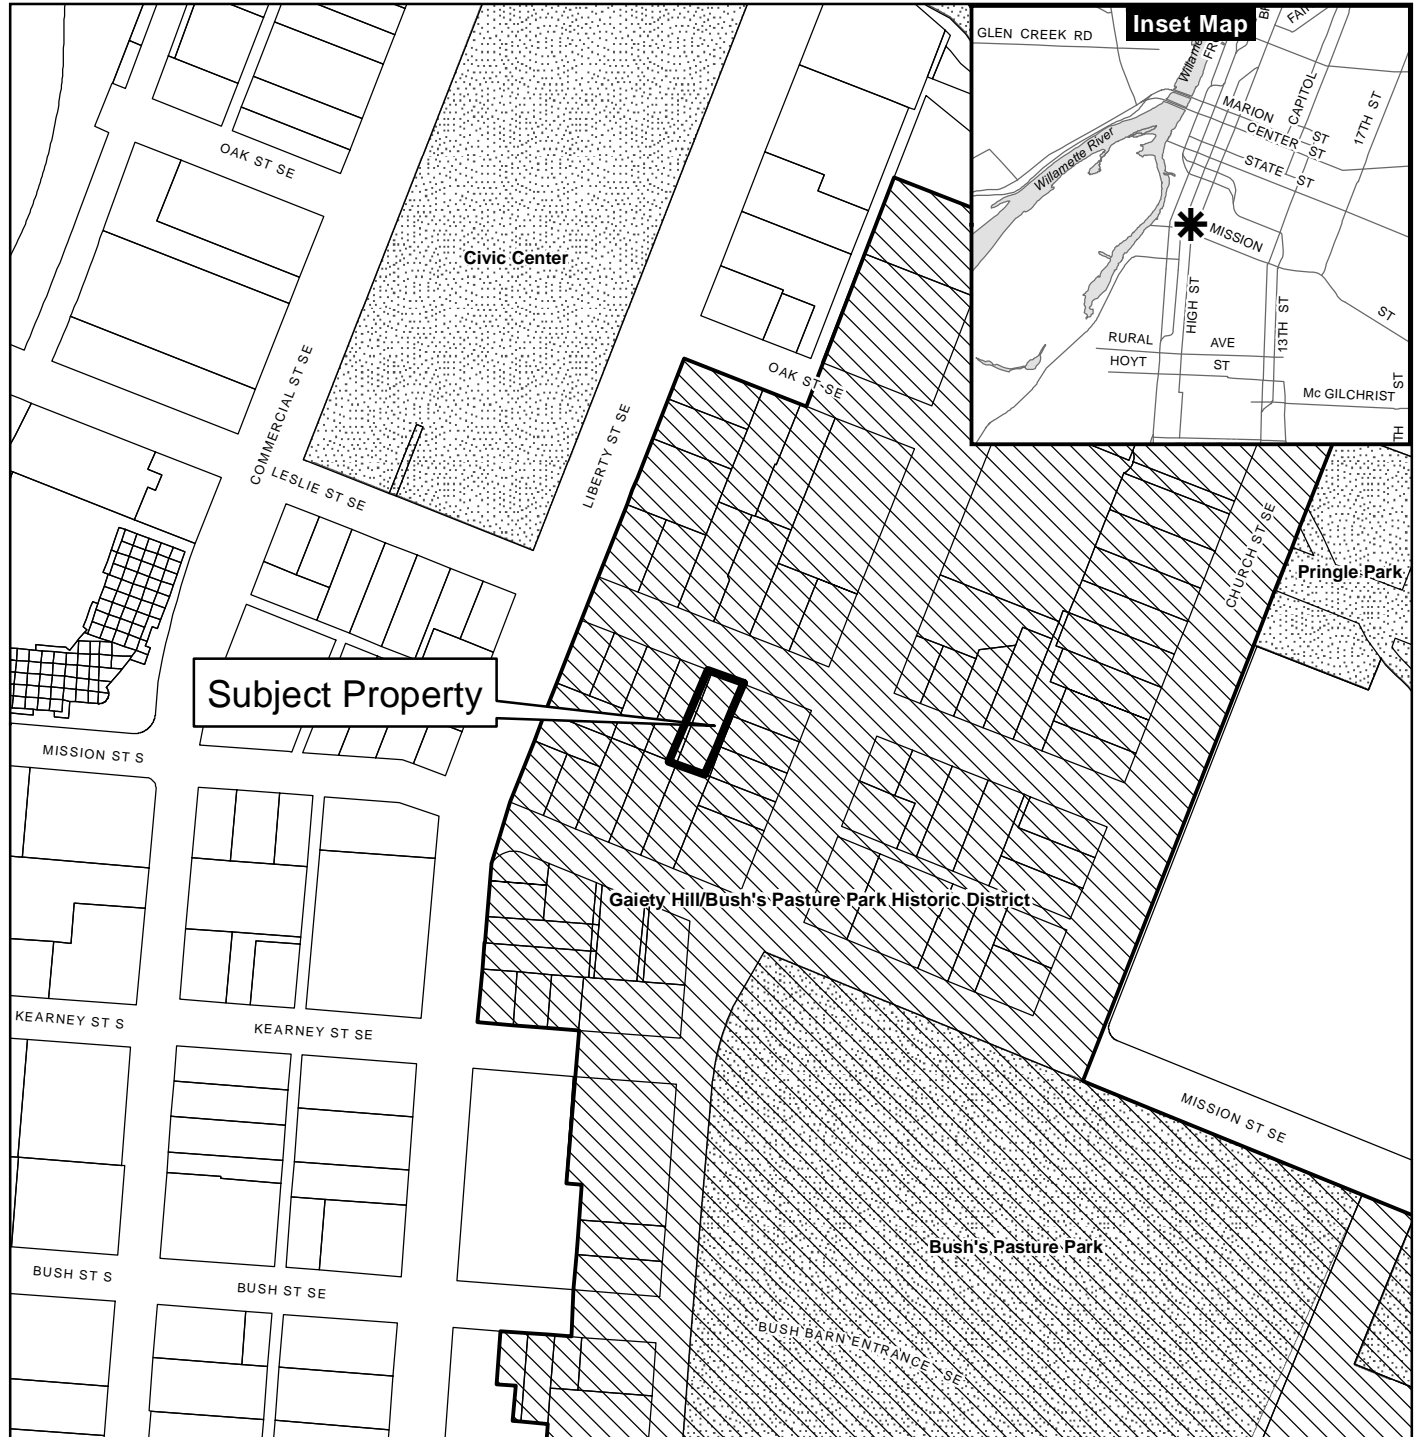 Inset Map
GLEN CREEK RD
Willamette River
MARION ST
CENTER ST
STATE ST
CAPITOL
17TH ST
MISSION
ST
HIGH ST
13TH ST
RURAL AVE
HOYT ST
Mc GILCHRIST ST
OAK ST SE
Civic Center
COMMERCIAL ST SE
LESLIE ST SE
LIBERTY ST SE
OAK ST SE
CHURCH ST SE
Pringle Park
Subject Property
MISSION ST S
Gaiety Hill/Bush's Pasture Park Historic District
KEARNEY ST S
KEARNEY ST SE
MISSION ST SE
Bush's Pasture Park
BUSH ST S
BUSH ST SE
BUSH BARN ENTRANCE SE